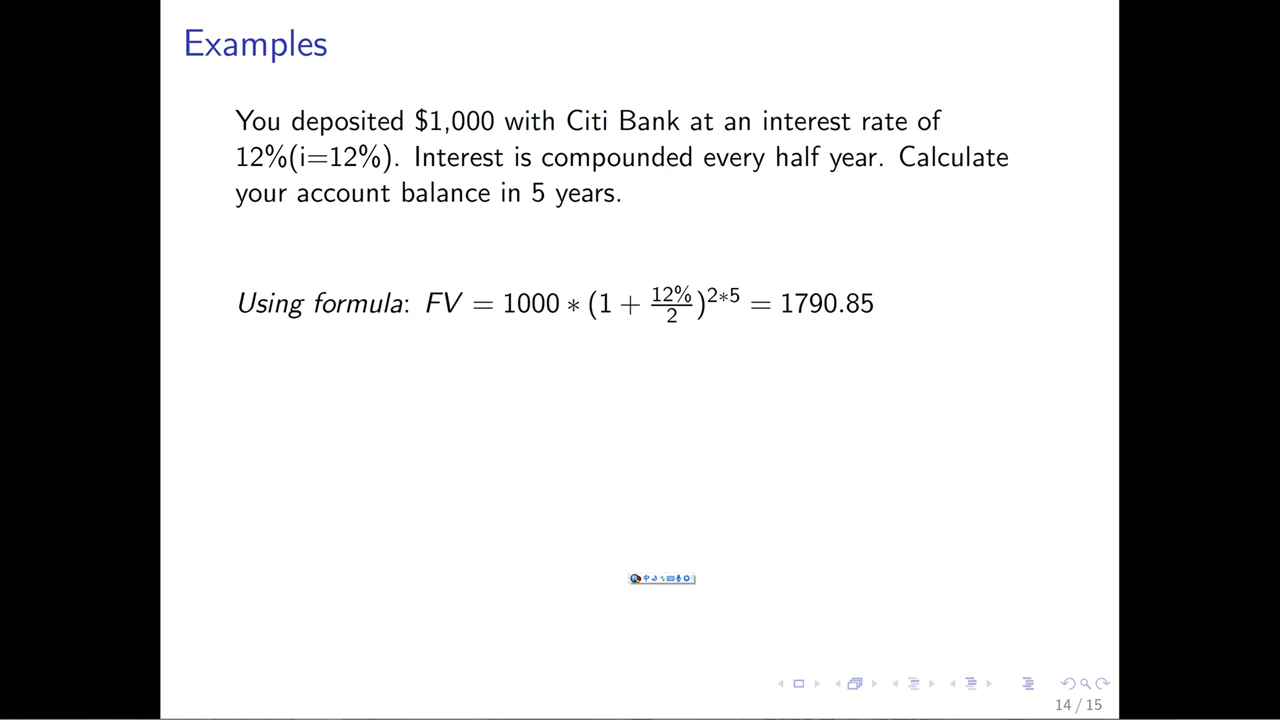 Examples
You deposited $1,000 with Citi Bank at an interest rate of
12%(i=12%). Interest is compounded every half year. Calculate
your account balance in 5 years.
Using formula: FV = 1000 ∗ (1 + 12%/2)^2∗5 = 1790.85
中
14 / 15